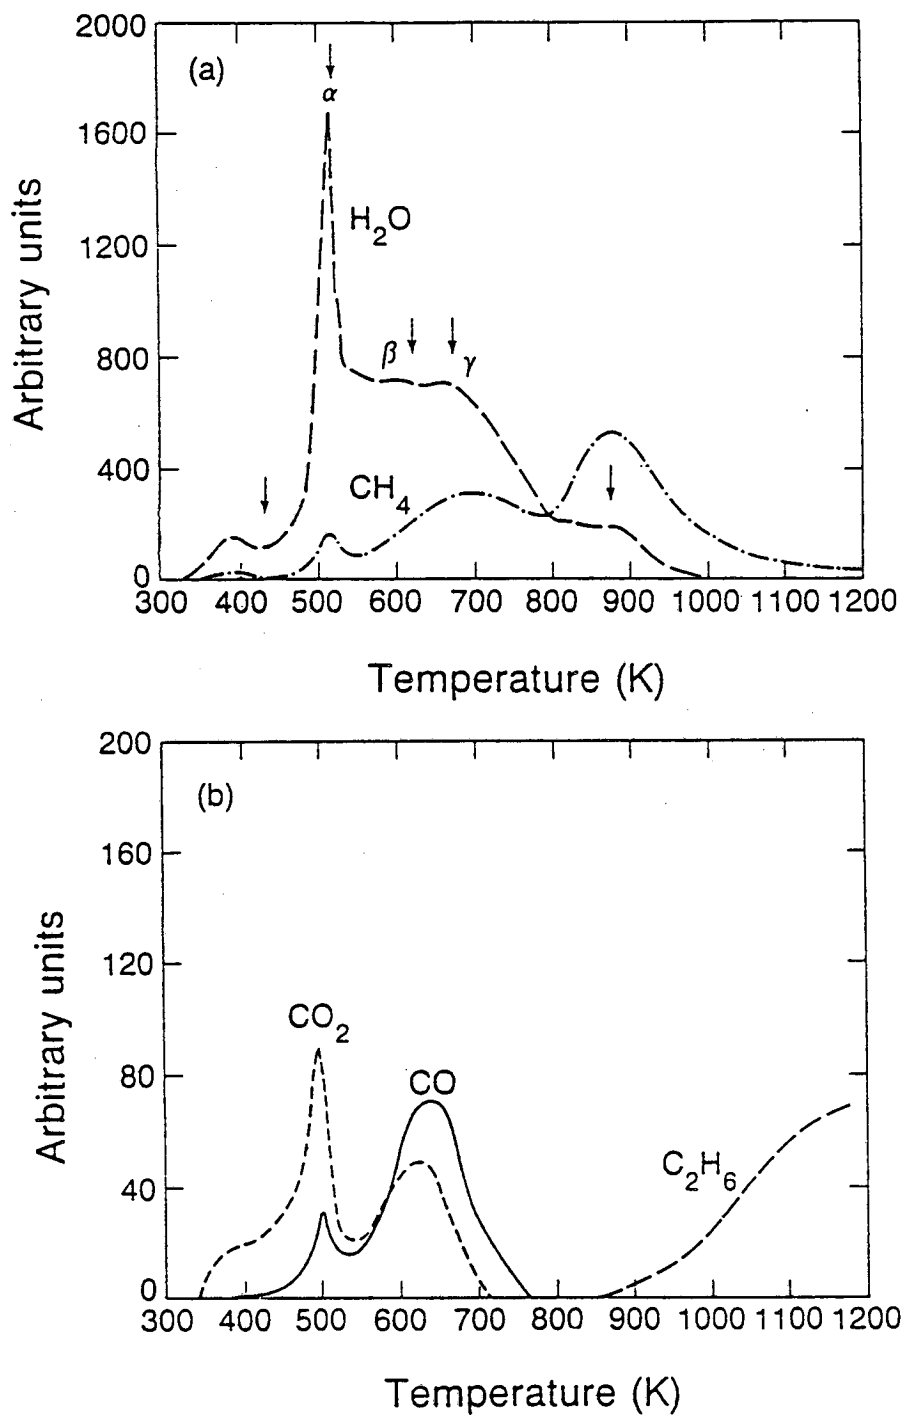 2000
(a)
α
1600
H2O
1200
Arbitrary units
800
β
γ
400
CH4
0
300 400 500 600 700 800 900 1000 1100 1200
Temperature (K)
200
(b)
160
120
Arbitrary units
CO2
80
CO
C2H6
40
0
300 400 500 600 700 800 900 1000 1100 1200
Temperature (K)